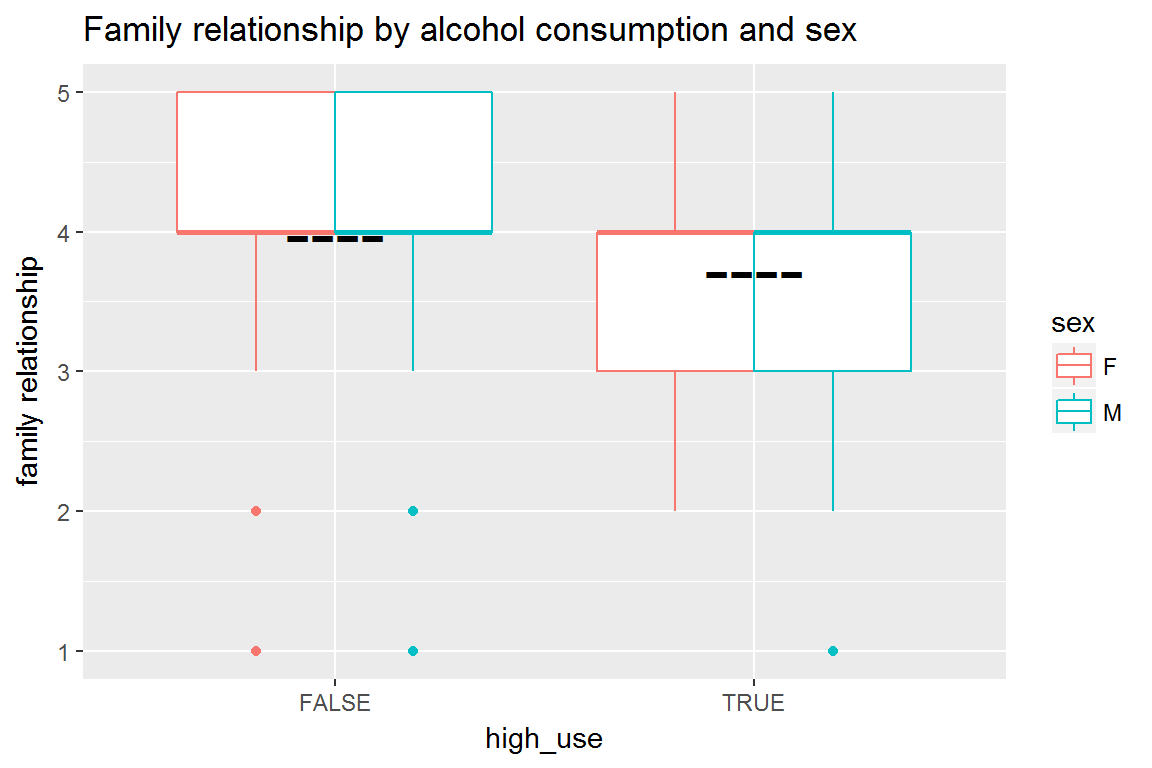 Family relationship by alcohol consumption and sex
5
4
3
2
1
family relationship
FALSE
TRUE
high_use
sex
F
M